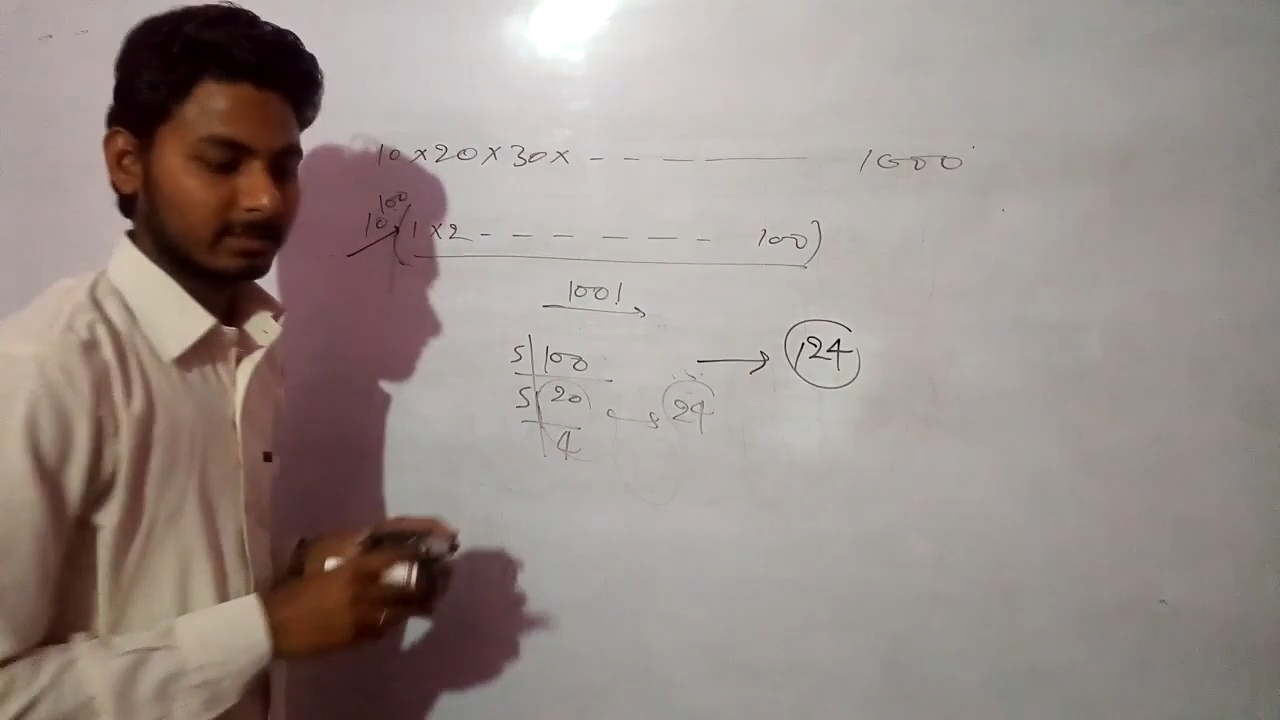 10 x 20 x 30 x - - - — 1000
10^100 (1 x 2 - - - - - - 100)
100!
5 | 100
5 | 20
4
24
124